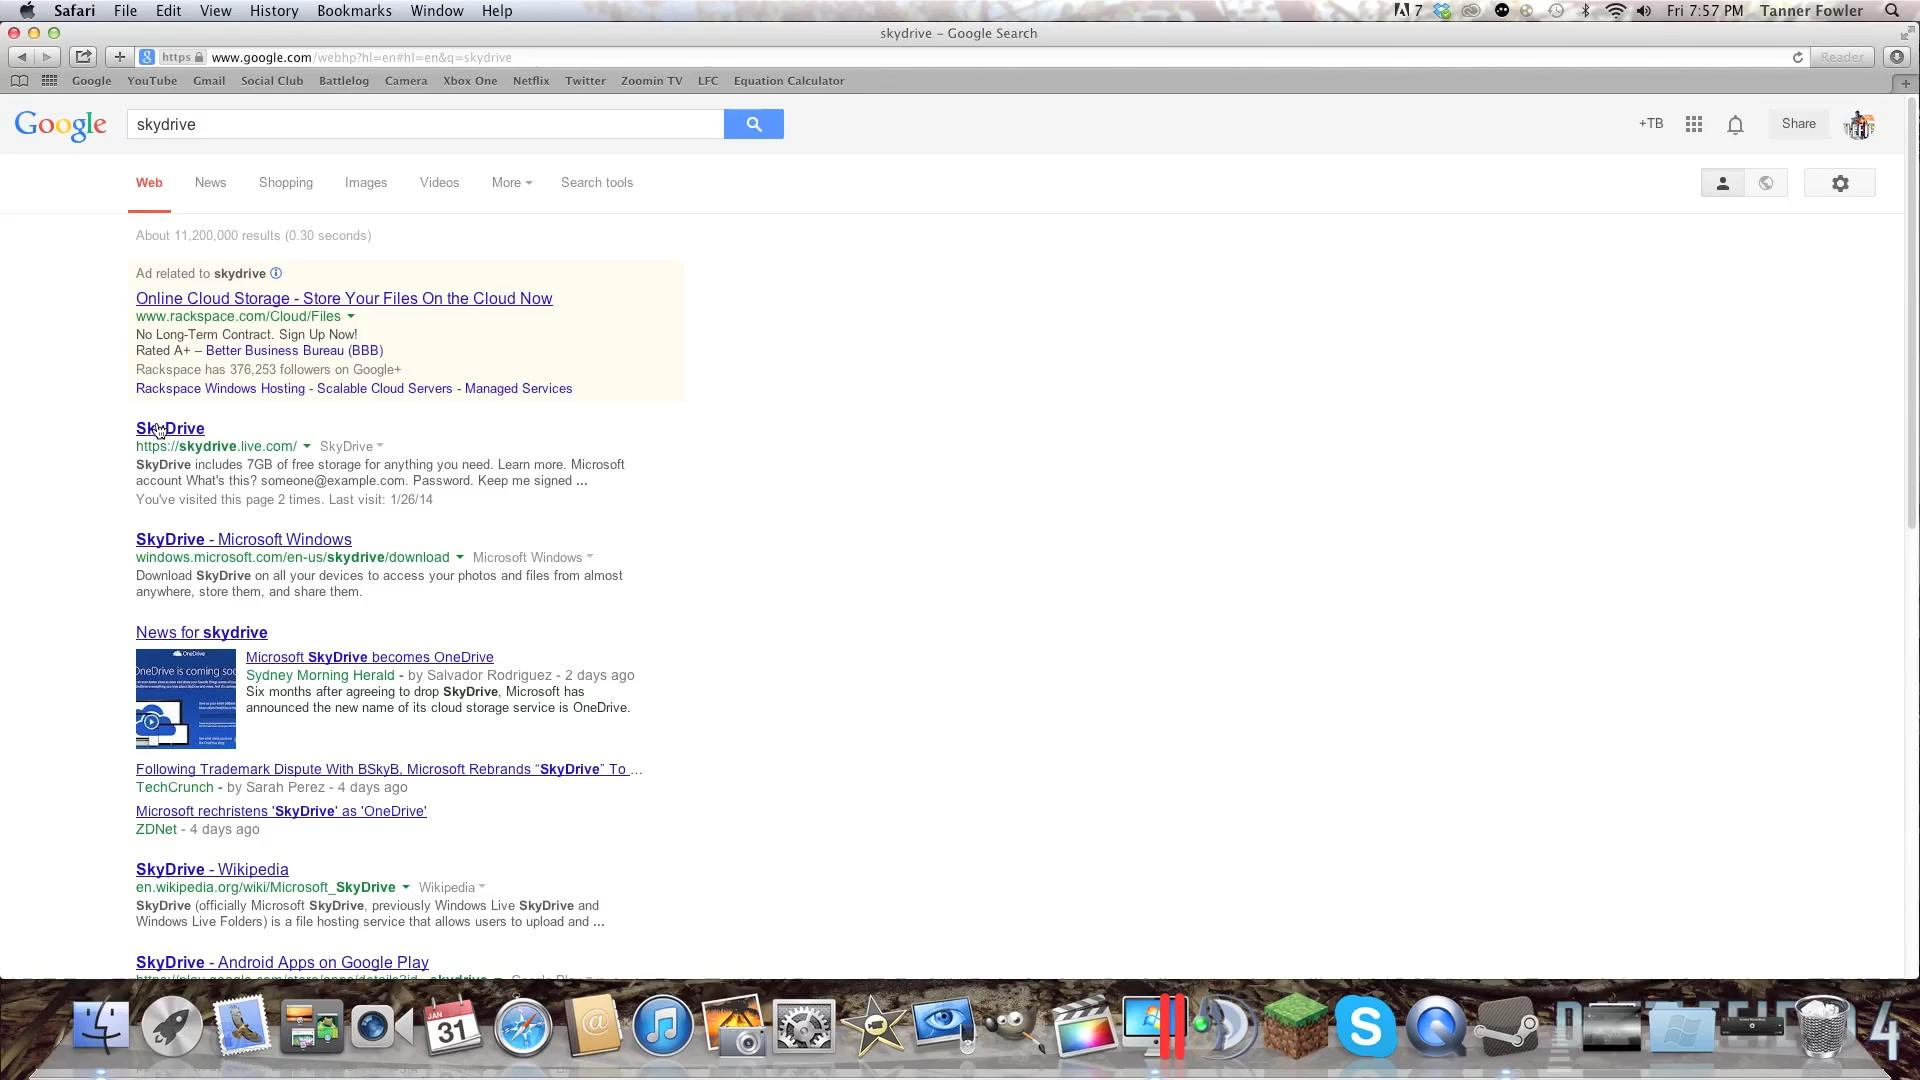 Safari File Edit View History Bookmarks Window Help 7 Fri 7:57 PM Tanner Fowler
skydrive – Google Search
https www.google.com/webhp?hl=en#hl=en&q=skydrive Reader
Google YouTube Gmail Social Club Battlelog Camera Xbox One Netflix Twitter Zoomin TV LFC Equation Calculator
Google skydrive +TB Share
Web News Shopping Images Videos More Search tools
About 11,200,000 results (0.30 seconds)
Ad related to skydrive
Online Cloud Storage - Store Your Files On the Cloud Now
www.rackspace.com/Cloud/Files
No Long-Term Contract. Sign Up Now!
Rated A+ – Better Business Bureau (BBB)
Rackspace has 376,253 followers on Google+
Rackspace Windows Hosting - Scalable Cloud Servers - Managed Services
SkyDrive
https://skydrive.live.com/ SkyDrive
SkyDrive includes 7GB of free storage for anything you need. Learn more. Microsoft
account What's this? someone@example.com. Password. Keep me signed ...
You've visited this page 2 times. Last visit: 1/26/14
SkyDrive - Microsoft Windows
windows.microsoft.com/en-us/skydrive/download Microsoft Windows
Download SkyDrive on all your devices to access your photos and files from almost
anywhere, store them, and share them.
News for skydrive
OneDrive
OneDrive is coming soo
Microsoft SkyDrive becomes OneDrive
Sydney Morning Herald - by Salvador Rodriguez - 2 days ago
Six months after agreeing to drop SkyDrive, Microsoft has
announced the new name of its cloud storage service is OneDrive.
Following Trademark Dispute With BSkyB, Microsoft Rebrands “SkyDrive” To ...
TechCrunch - by Sarah Perez - 4 days ago
Microsoft rechristens 'SkyDrive' as 'OneDrive'
ZDNet - 4 days ago
SkyDrive - Wikipedia
en.wikipedia.org/wiki/Microsoft_SkyDrive Wikipedia
SkyDrive (officially Microsoft SkyDrive, previously Windows Live SkyDrive and
Windows Live Folders) is a file hosting service that allows users to upload and ...
SkyDrive - Android Apps on Google Play
JAN
31
4